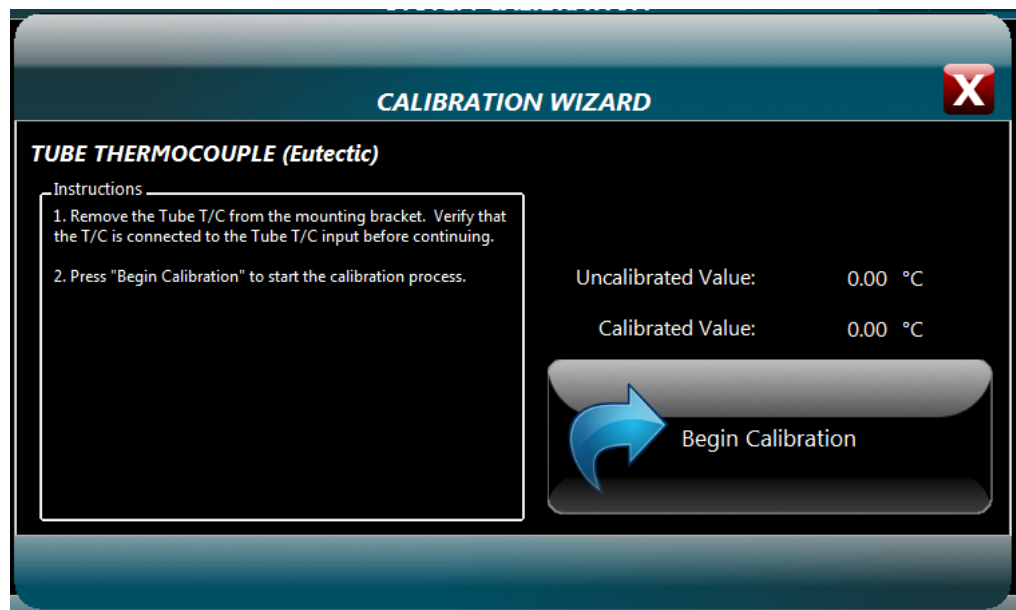 X
CALIBRATION WIZARD
TUBE THERMOCOUPLE (Eutectic)
Instructions
1. Remove the Tube T/C from the mounting bracket. Verify that
the T/C is connected to the Tube T/C input before continuing.
2. Press "Begin Calibration" to start the calibration process.
Uncalibrated Value: 0.00 °C
Calibrated Value: 0.00 °C
Begin Calibration